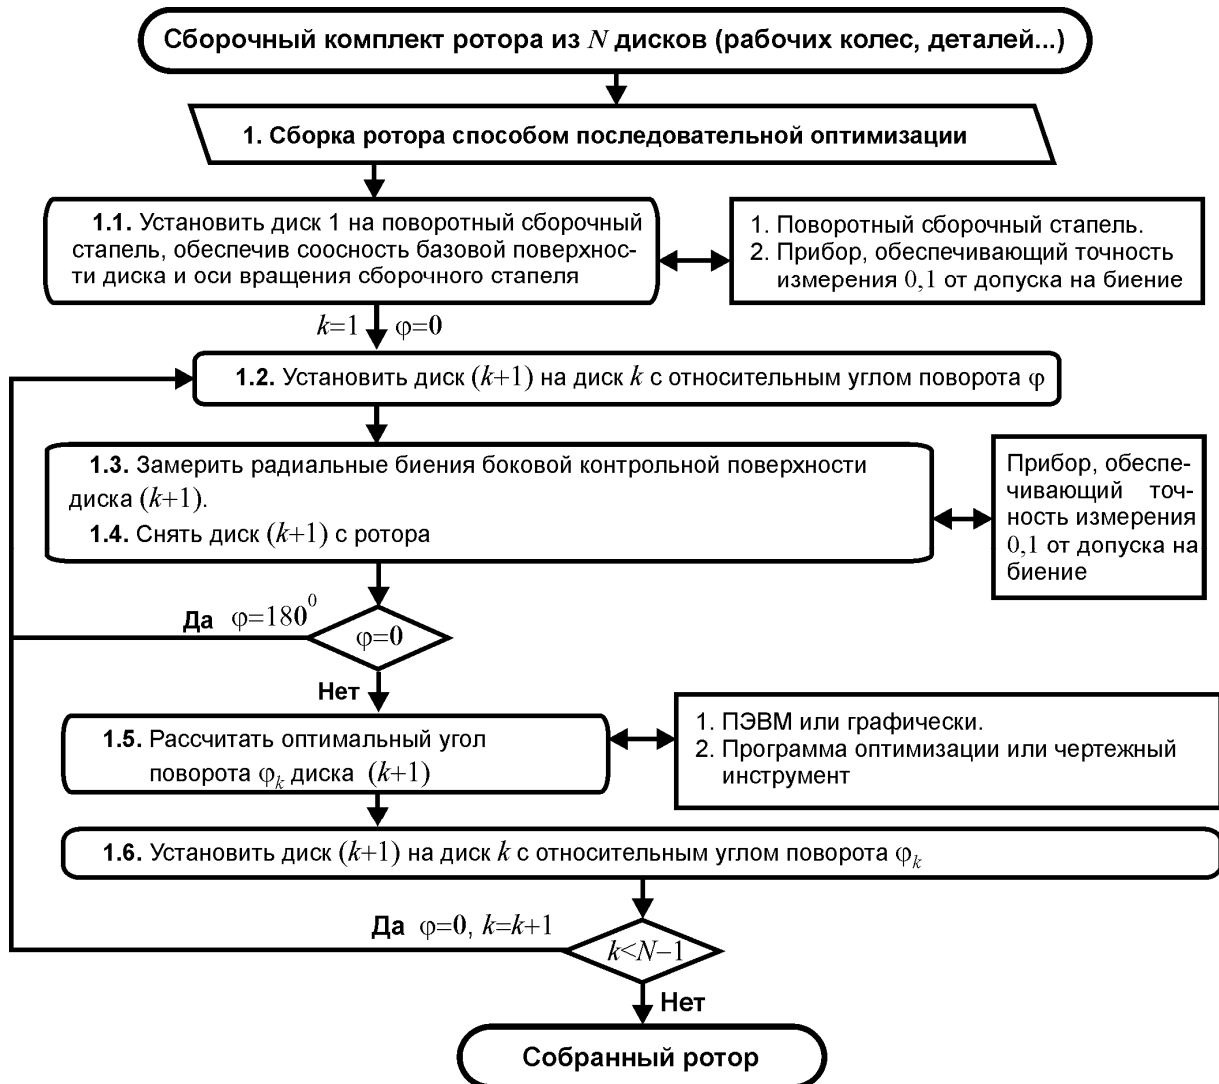 Сборочный комплект ротора из N дисков (рабочих колес, деталей...)
1. Сборка ротора способом последовательной оптимизации
1.1. Установить диск 1 на поворотный сборочный
стапель, обеспечив соосность базовой поверхнос-
ти диска и оси вращения сборочного стапеля
1. Поворотный сборочный стапель.
2. Прибор, обеспечивающий точность
измерения 0,1 от допуска на биение
k=1 φ=0
1.2. Установить диск (k+1) на диск k с относительным углом поворота φ
1.3. Замерить радиальные биения боковой контрольной поверхности
диска (k+1).
1.4. Снять диск (k+1) с ротора
Прибор, обеспе-
чивающий точ-
ность измерения
0,1 от допуска на
биение
Да φ=180⁰
φ=0
Нет
1.5. Рассчитать оптимальный угол
поворота φₖ диска (k+1)
1. ПЭВМ или графически.
2. Программа оптимизации или чертежный
инструмент
1.6. Установить диск (k+1) на диск k с относительным углом поворота φₖ
Да φ=0, k=k+1
k<N−1
Нет
Собранный ротор